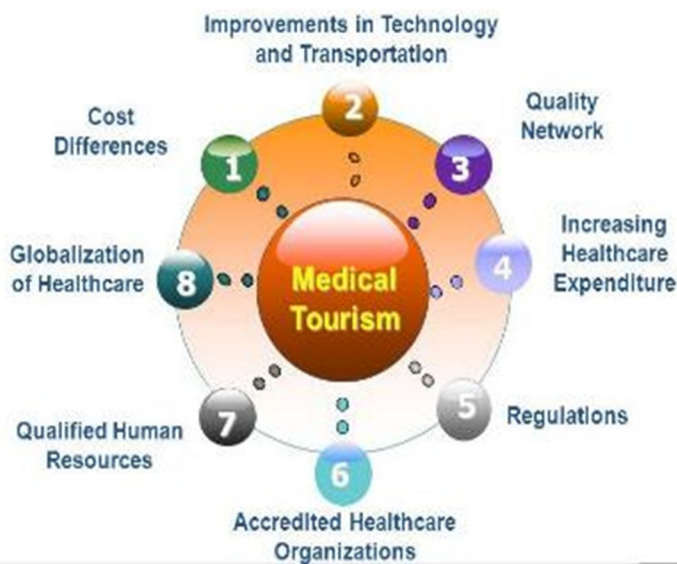 Improvements in Technology
and Transportation
2
Cost
Differences
1
Quality
Network
3
Increasing
Healthcare
Expenditure
4
Globalization
of Healthcare
8
Medical
Tourism
Regulations
5
Qualified Human
Resources
7
6
Accredited Healthcare
Organizations